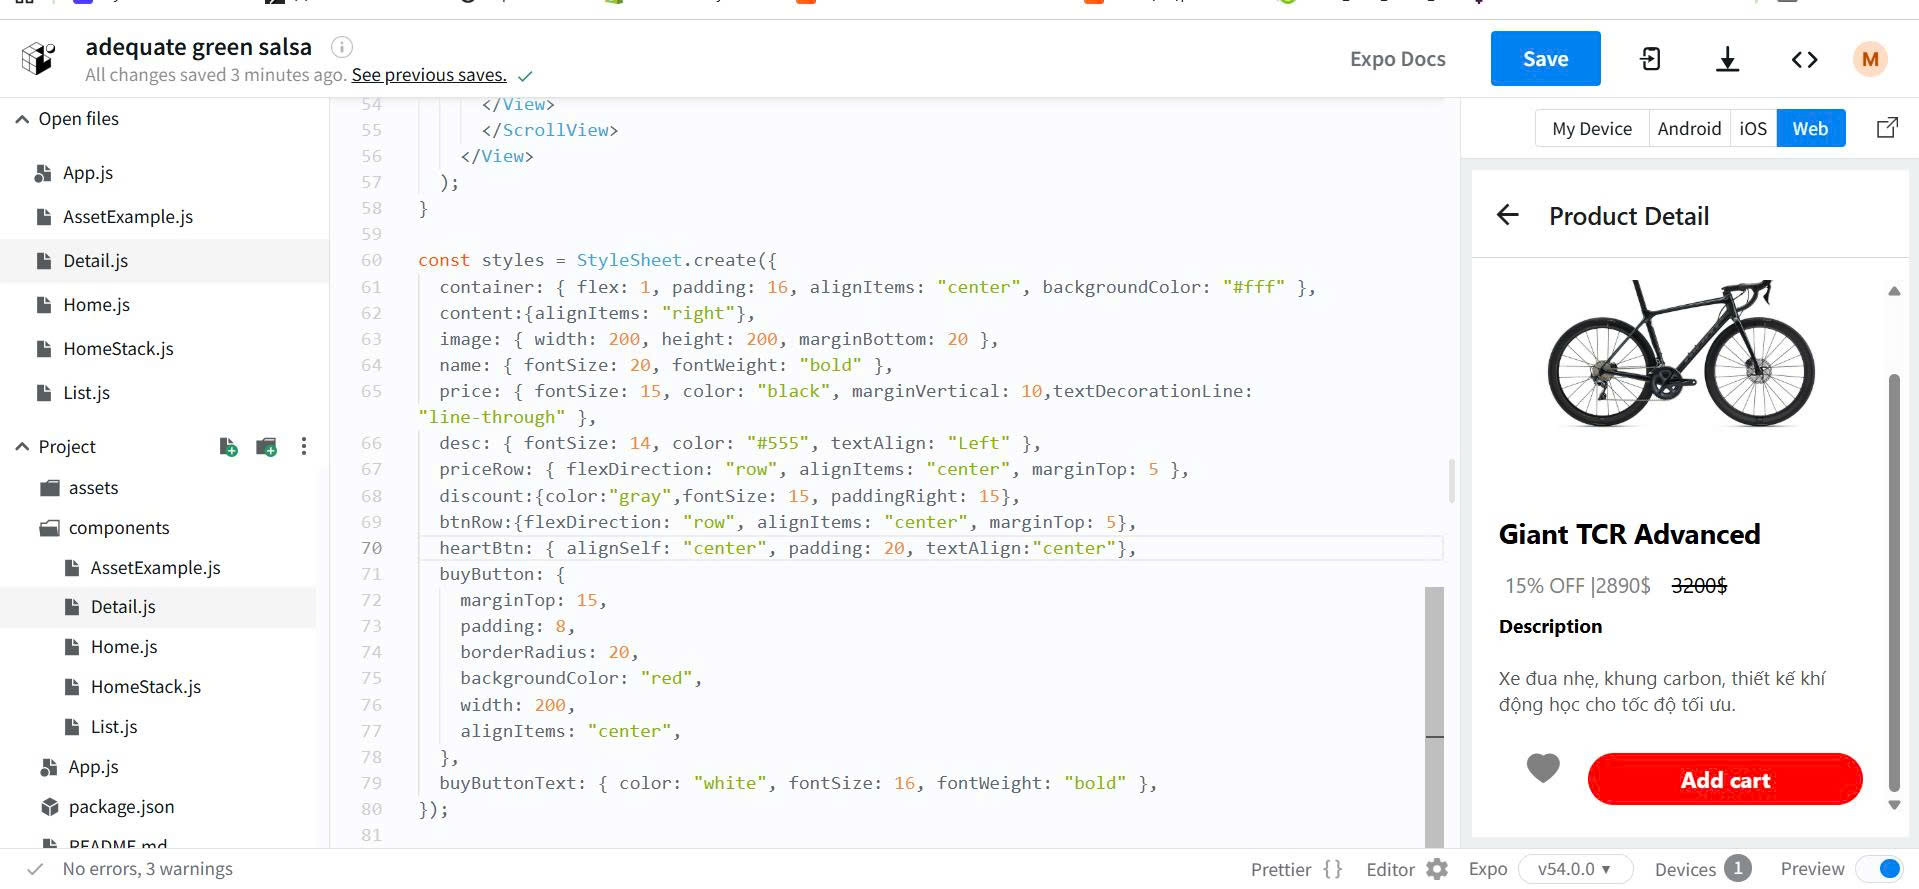 adequate green salsa
All changes saved 3 minutes ago. See previous saves.
Expo Docs
Save
M
Open files
App.js
AssetExample.js
Detail.js
Home.js
HomeStack.js
List.js
Project
assets
components
AssetExample.js
Detail.js
Home.js
HomeStack.js
List.js
App.js
package.json
README.md
54 </View>
55 </ScrollView>
56 </View>
57 );
58 }
59
60 const styles = StyleSheet.create({
61 container: { flex: 1, padding: 16, alignItems: "center", backgroundColor: "#fff" },
62 content:{alignItems: "right"},
63 image: { width: 200, height: 200, marginBottom: 20 },
64 name: { fontSize: 20, fontWeight: "bold" },
65 price: { fontSize: 15, color: "black", marginVertical: 10,textDecorationLine:
"line-through" },
66 desc: { fontSize: 14, color: "#555", textAlign: "Left" },
67 priceRow: { flexDirection: "row", alignItems: "center", marginTop: 5 },
68 discount:{color:"gray",fontSize: 15, paddingRight: 15},
69 btnRow:{flexDirection: "row", alignItems: "center", marginTop: 5},
70 heartBtn: { alignSelf: "center", padding: 20, textAlign:"center"},
71 buyButton: {
72 marginTop: 15,
73 padding: 8,
74 borderRadius: 20,
75 backgroundColor: "red",
76 width: 200,
77 alignItems: "center",
78 },
79 buyButtonText: { color: "white", fontSize: 16, fontWeight: "bold" },
80 });
81
My Device
Android
iOS
Web
Product Detail
Giant TCR Advanced
15% OFF |2890$ 3200$
Description
Xe đua nhẹ, khung carbon, thiết kế khí
động học cho tốc độ tối ưu.
Add cart
No errors, 3 warnings
Prettier { }
Editor
Expo
v54.0.0 ▾
Devices 1
Preview